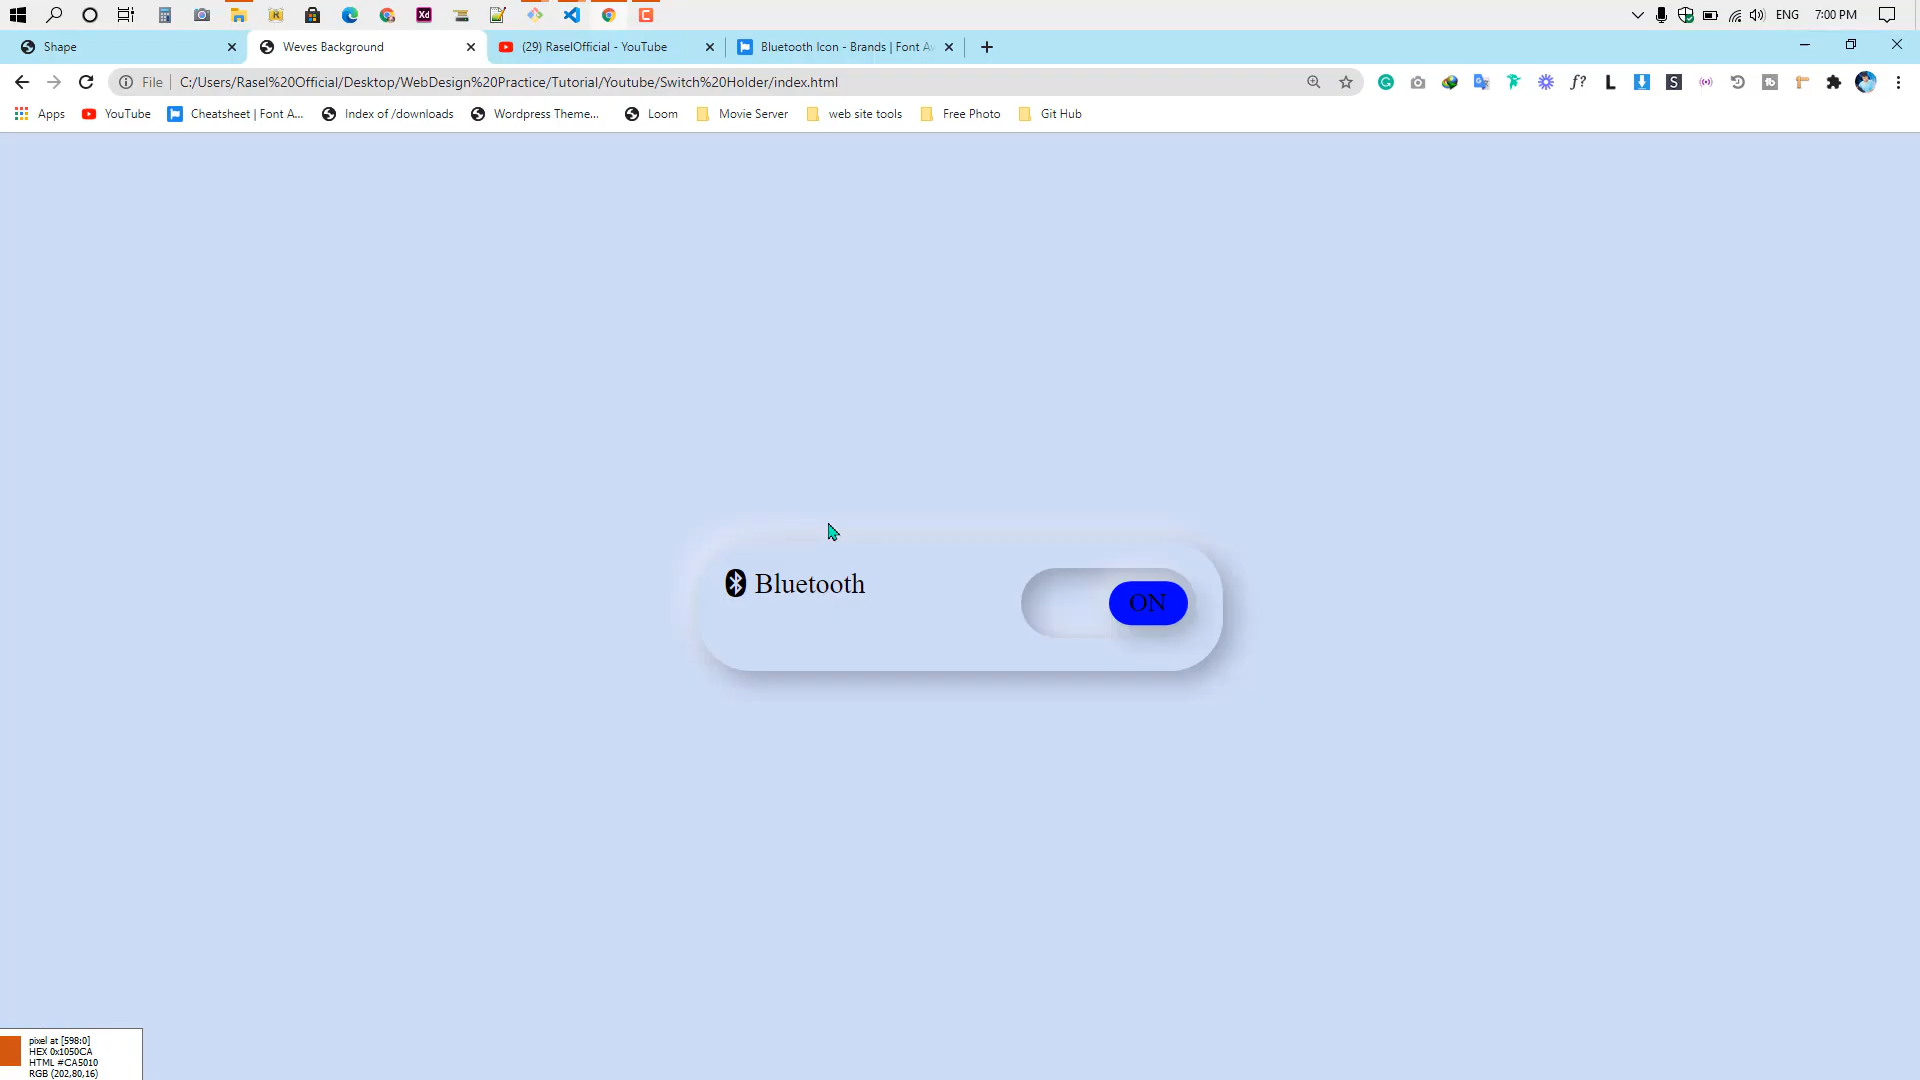 ENG 7:00 PM
Shape
Weves Background
(29) RaselOfficial - YouTube
Bluetooth Icon - Brands | Font A
File C:/Users/Rasel%20Official/Desktop/WebDesign%20Practice/Tutorial/Youtube/Switch%20Holder/index.html
Apps
YouTube
Cheatsheet | Font A...
Index of /downloads
Wordpress Theme...
Loom
Movie Server
web site tools
Free Photo
Git Hub
Bluetooth
ON
pixel at [598:0]
HEX 0x1050CA
HTML #CA5010
RGB (202,80,16)